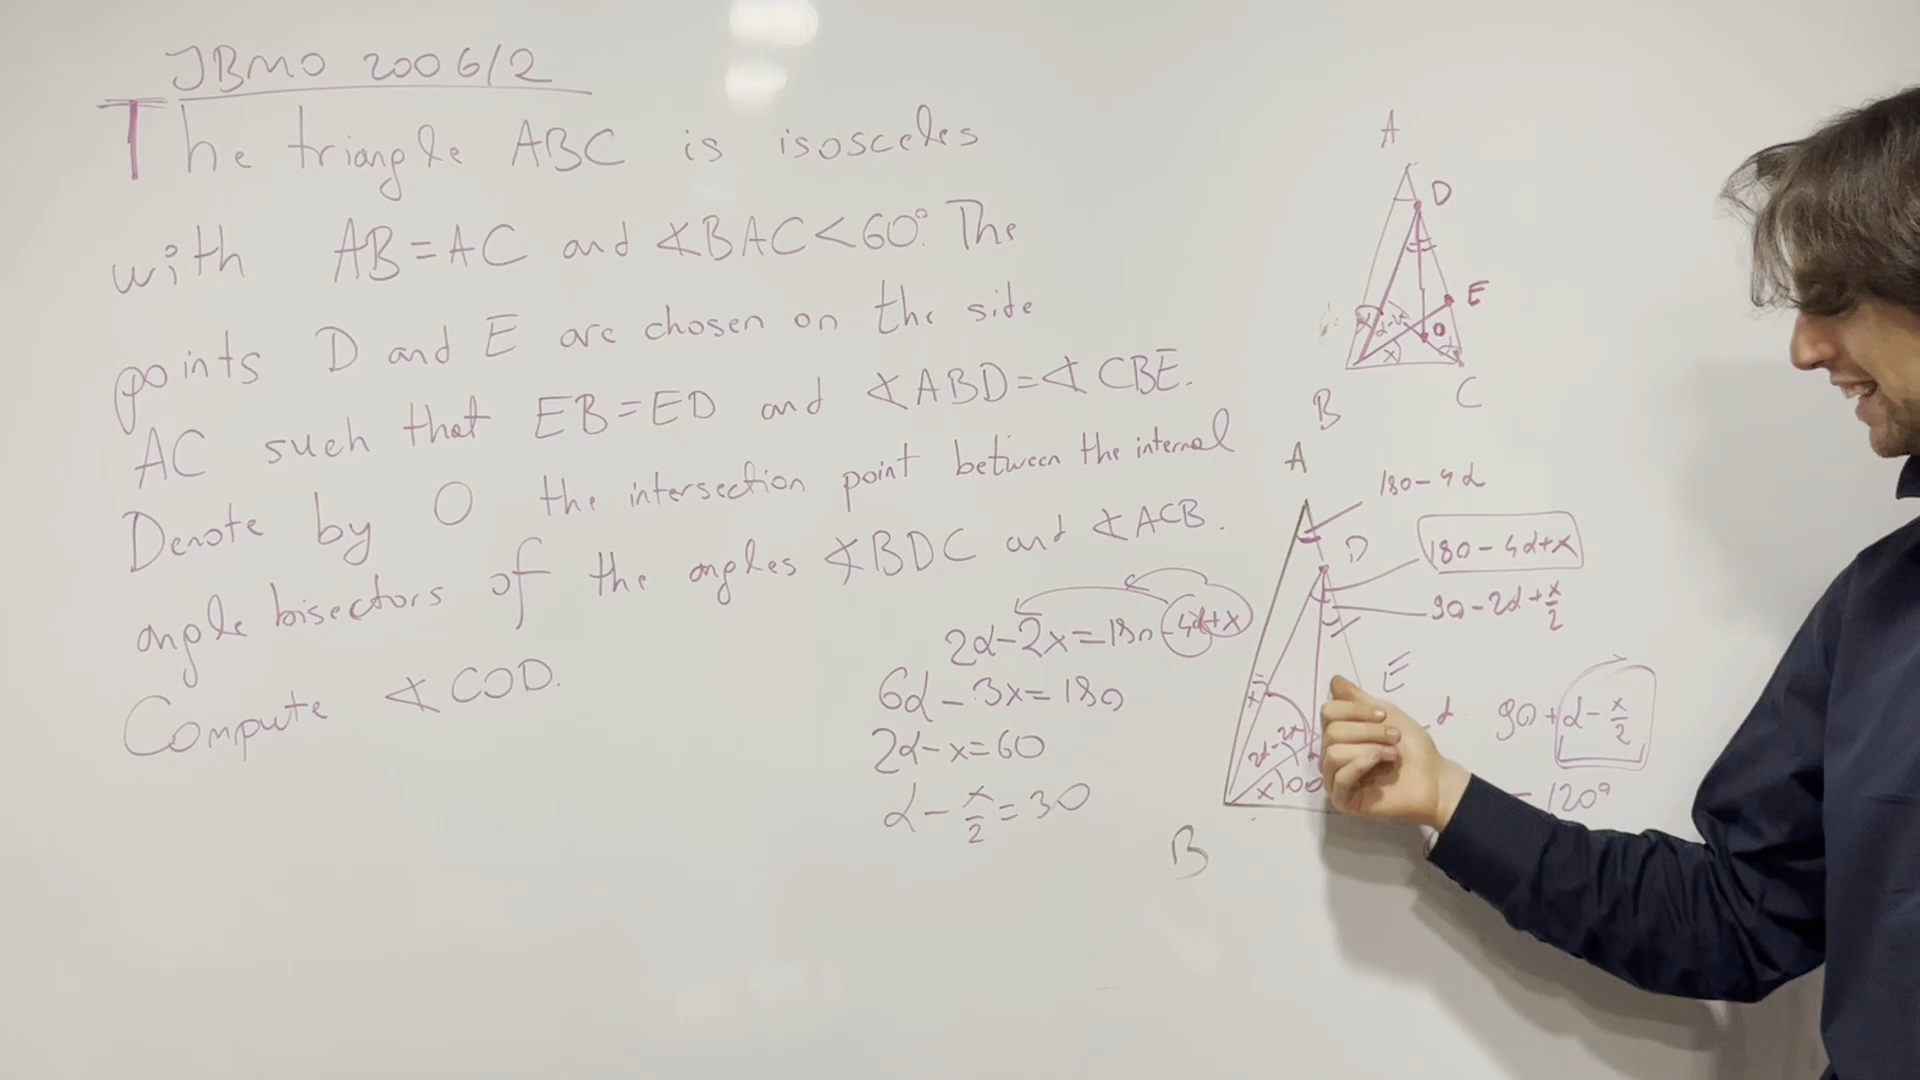 JBMO 2006/2
The triangle ABC is isosceles
with AB=AC and ∢BAC<60°. The
points D and E are chosen on the side
AC such that EB=ED and ∢ABD=∢CBE.
Denote by O the intersection point between the internal
angle bisectors of the angles ∢BDC and ∢ACB.
Compute ∢COD.
2α-2x=180-4α+x
6α-3x=180
2α-x=60
α-x/2=30
A
D
E
O
x
B
C
A
180-4α
D
180-4α+x
90-2α+x/2
E
x
2α-2x
x
B
α
90+α-x/2
=120°